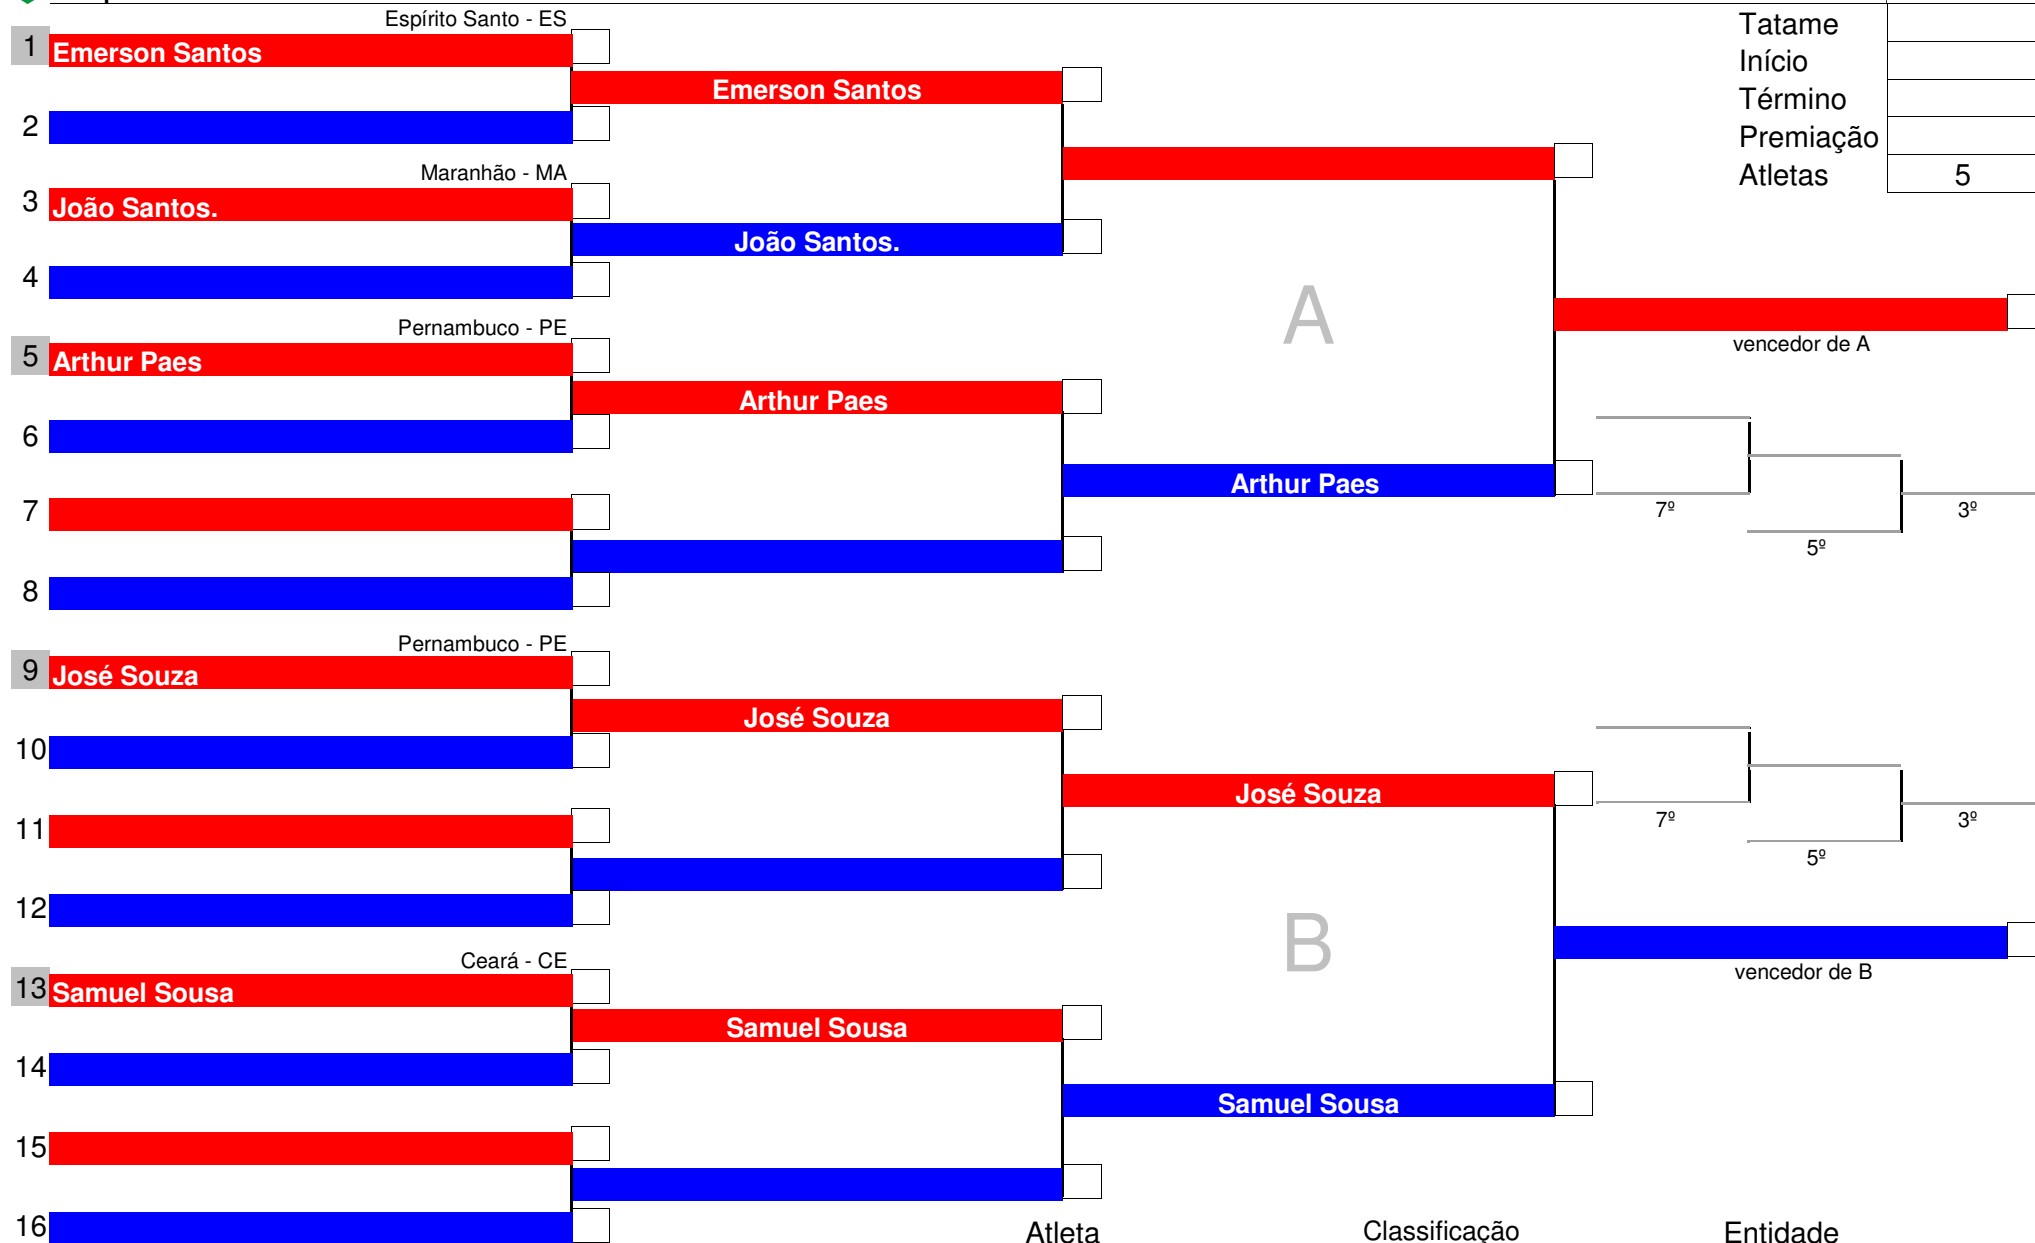 Espírito Santo - ES
1 Emerson Santos
Emerson Santos
2
Maranhão - MA
3 João Santos.
João Santos.
4
Pernambuco - PE
5 Arthur Paes
Arthur Paes
6
Arthur Paes
7
8
A
Tatame
Início
Término
Premiação
Atletas 5
vencedor de A
7º
3º
5º
Pernambuco - PE
9 José Souza
José Souza
10
José Souza
11
12
Ceará - CE
13 Samuel Sousa
Samuel Sousa
14
Samuel Sousa
15
16
B
7º
3º
5º
vencedor de B
Atleta Classificação Entidade